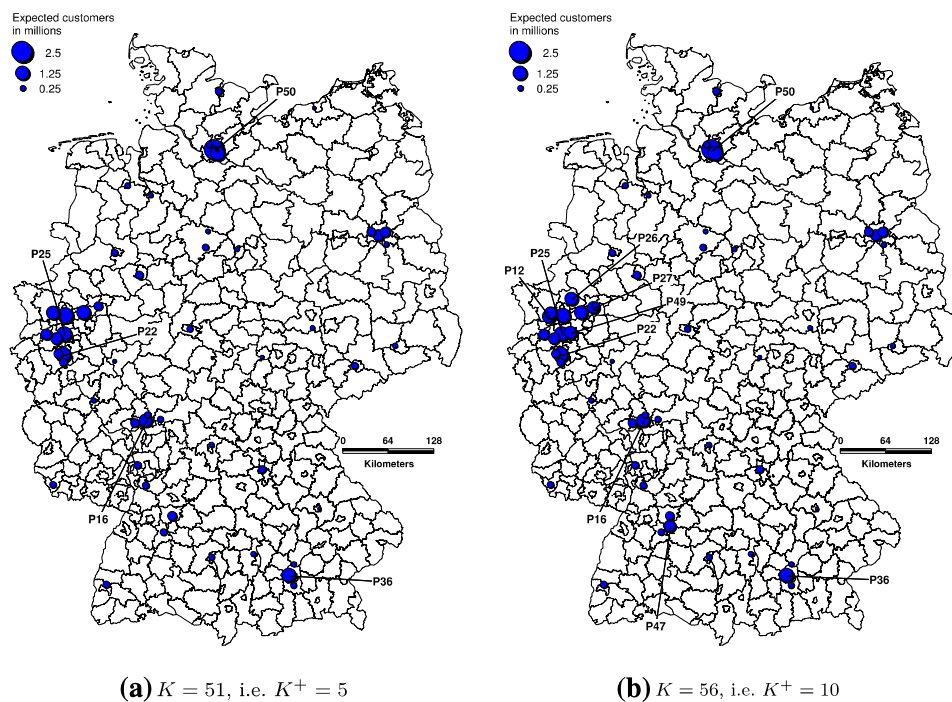 Expected customers
in millions
2.5
1.25
0.25
P50
P25
P22
P16
P36
0 64 128
Kilometers
(a) K = 51, i.e. K⁺ = 5
Expected customers
in millions
2.5
1.25
0.25
P50
P26
P25
P12
P27
P49
P22
P16
P36
P47
0 64 128
Kilometers
(b) K = 56, i.e. K⁺ = 10